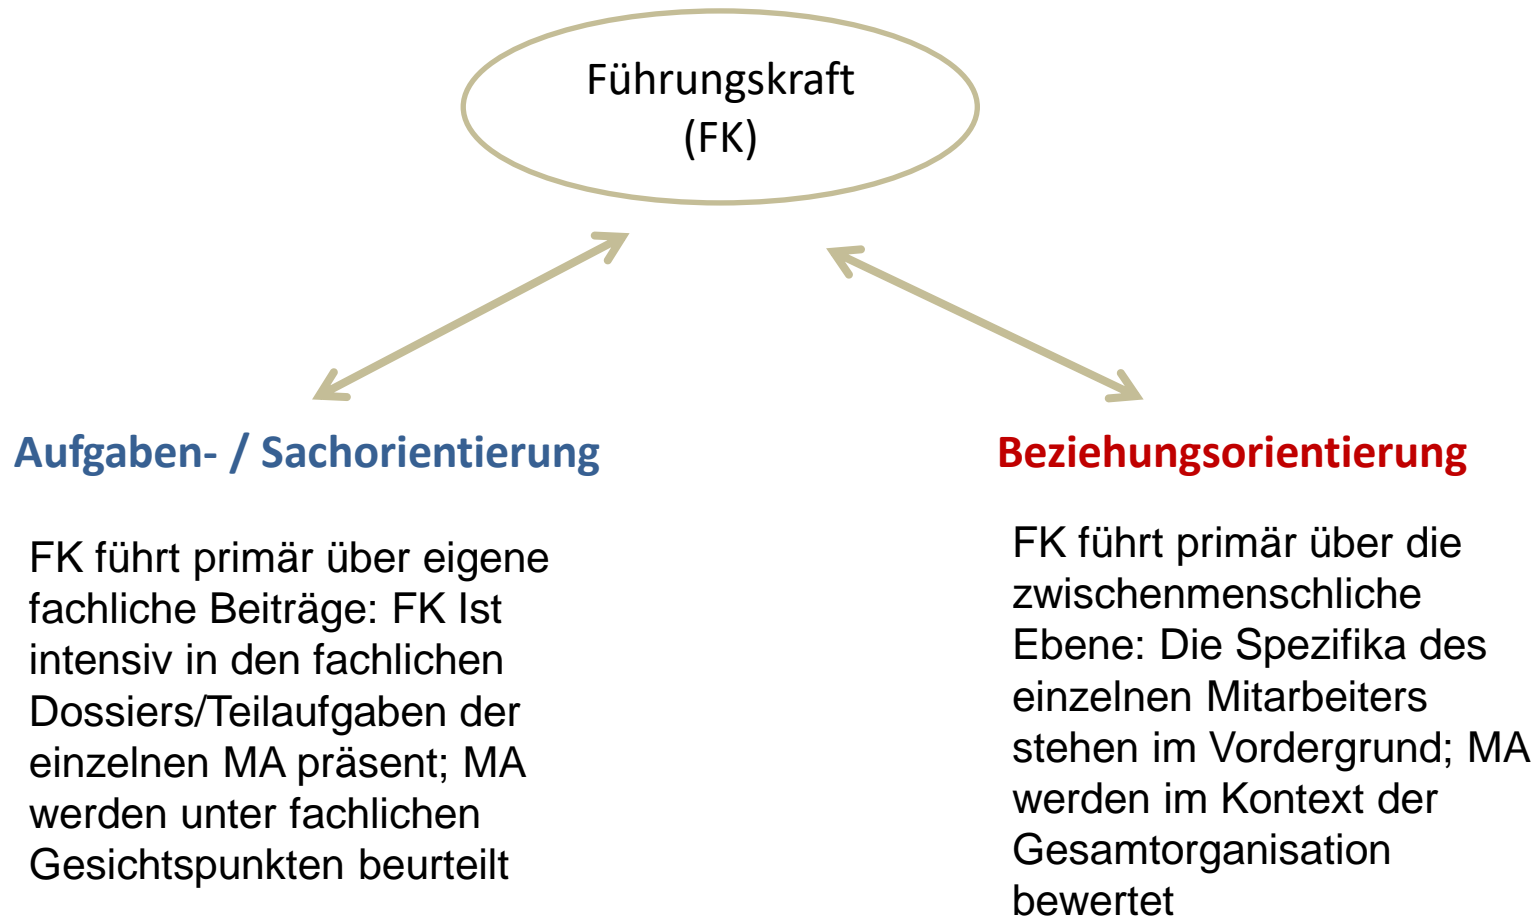 Führungskraft
(FK)
Aufgaben- / Sachorientierung
FK führt primär über eigene
fachliche Beiträge: FK Ist
intensiv in den fachlichen
Dossiers/Teilaufgaben der
einzelnen MA präsent; MA
werden unter fachlichen
Gesichtspunkten beurteilt
Beziehungsorientierung
FK führt primär über die
zwischenmenschliche
Ebene: Die Spezifika des
einzelnen Mitarbeiters
stehen im Vordergrund; MA
werden im Kontext der
Gesamtorganisation
bewertet